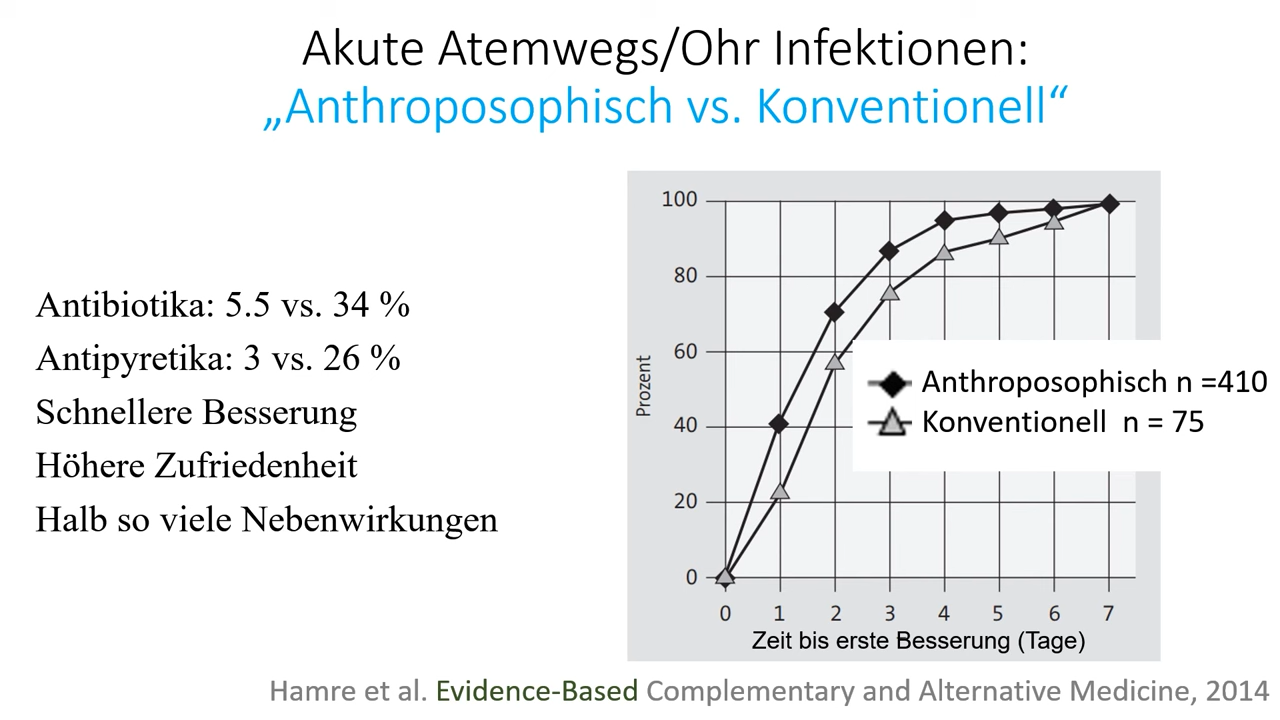 Akute Atemwegs/Ohr Infektionen:
„Anthroposophisch vs. Konventionell“
Antibiotika: 5.5 vs. 34 %
Antipyretika: 3 vs. 26 %
Schnellere Besserung
Höhere Zufriedenheit
Halb so viele Nebenwirkungen
100
80
60
40
20
0
Prozent
Anthroposophisch n =410
Konventionell n = 75
0 1 2 3 4 5 6 7
Zeit bis erste Besserung (Tage)
Hamre et al. Evidence-Based Complementary and Alternative Medicine, 2014